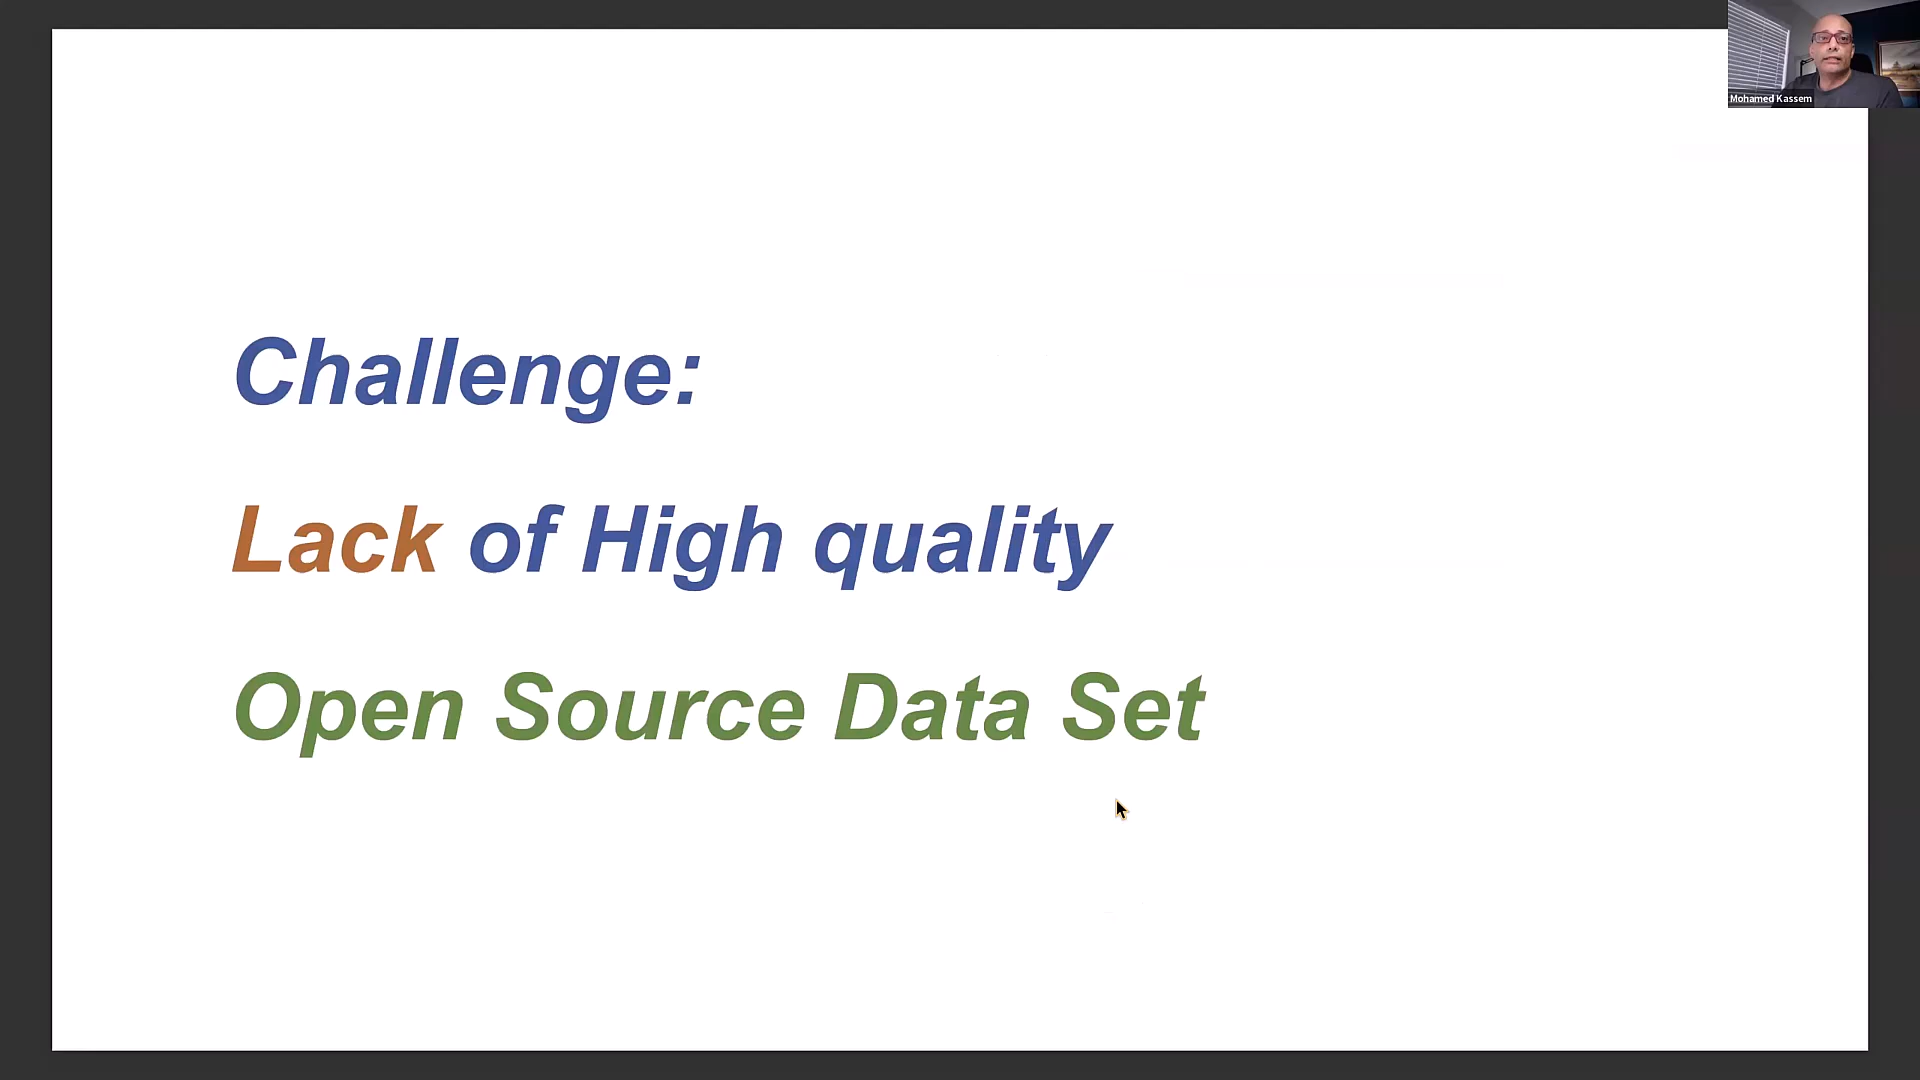 Mohamed Kassem
Challenge:
Lack of High quality
Open Source Data Set